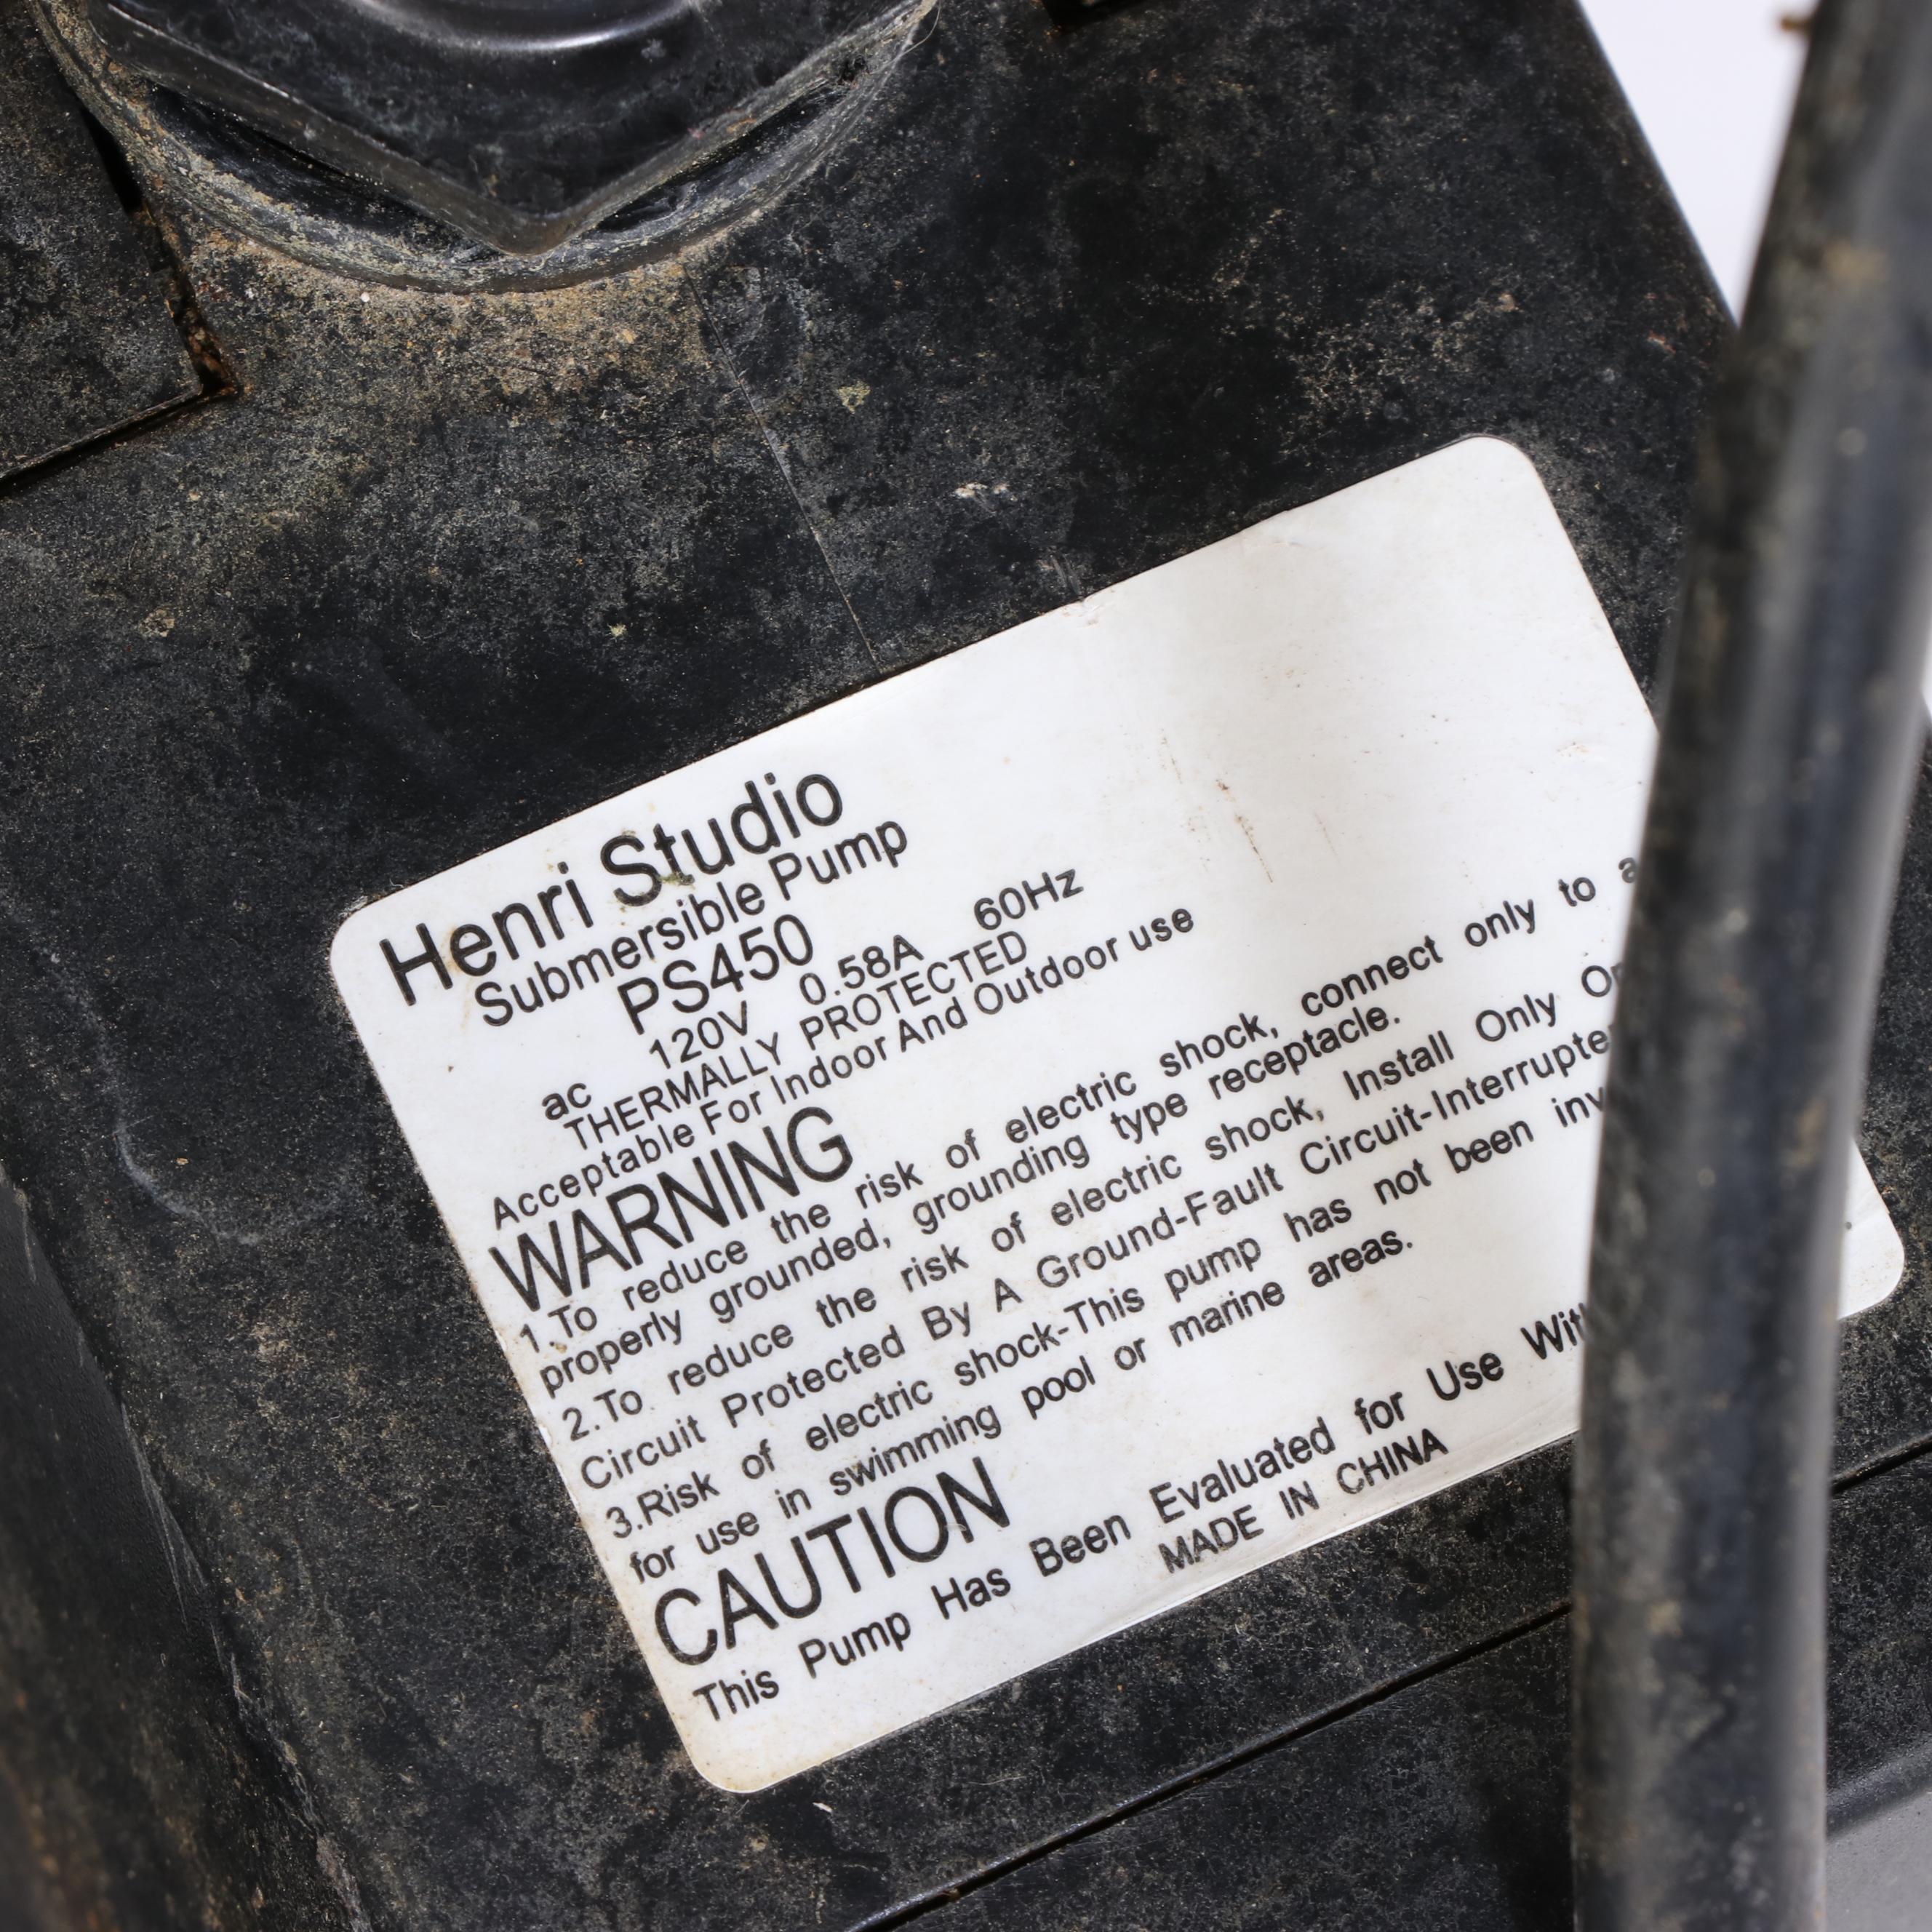 Henri Studio
Submersible Pump
PS450
ac 120V 0.58A 60Hz
THERMALLY PROTECTED
Acceptable For Indoor And Outdoor use
WARNING
1.To reduce the risk of electric shock, connect only to a
properly grounded, grounding type receptacle.
2.To reduce the risk of electric shock, Install Only
Circuit Protected By A Ground-Fault
3.Risk of electric shock-This pump has not been
for use in swimming pool or marine areas.
CAUTION
This Pump Has Been Evaluated for Use
MADE IN CHINA